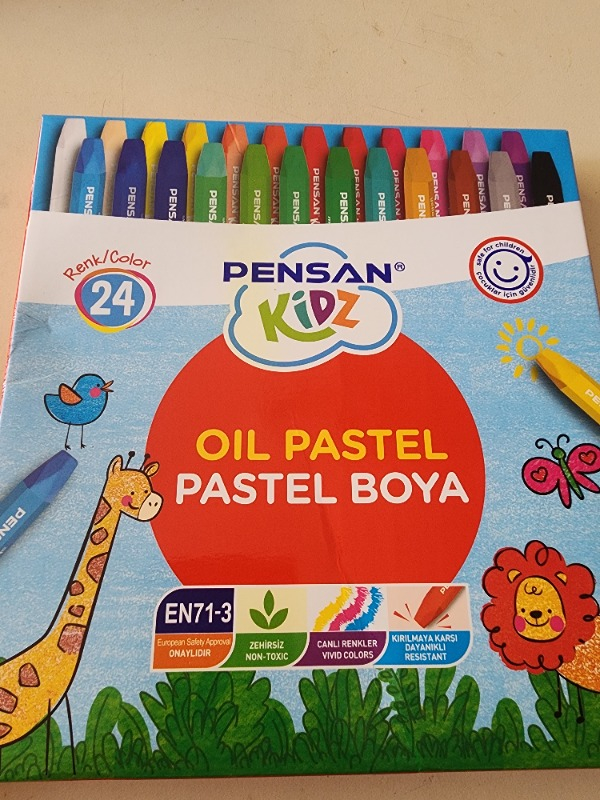 Renk/Color
24
PENSAN®
KiDZ
safe for children
çocuklar için güvenlidir
OIL PASTEL
PASTEL BOYA
EN71-3
European Safety Approval
ONAYLIDIR
ZEHİRSİZ
NON-TOXIC
CANLI RENKLER
VIVID COLORS
KIRILMAYA KARŞI
DAYANIKLI
RESISTANT